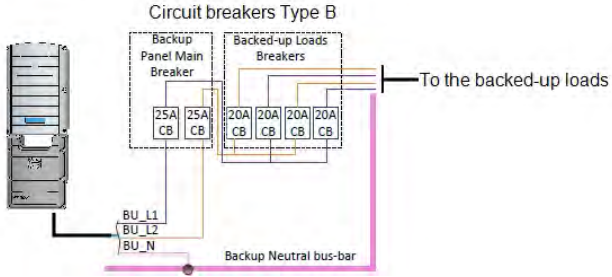 Circuit breakers Type B
Backup
Panel Main
Breaker
Backed-up Loads
Breakers
To the backed-up loads
25A
CB
25A
CB
20A
CB
20A
CB
20A
CB
20A
CB
BU_L1
BU_L2
BU_N
Backup Neutral bus-bar